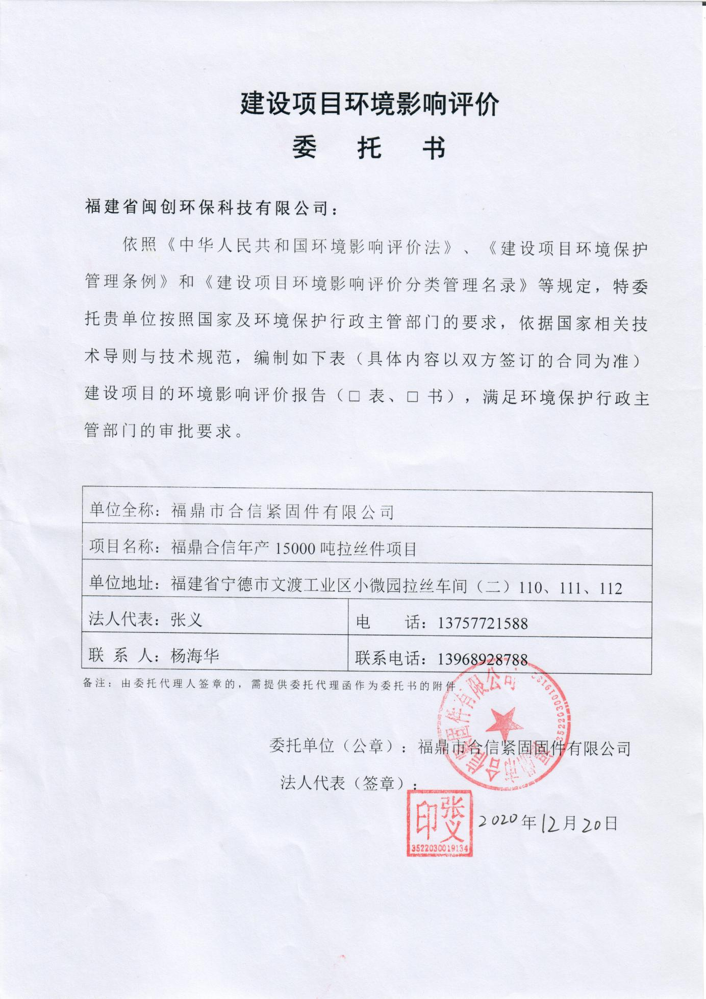 建设项目环境影响评价
委 托 书
福建省闽创环保科技有限公司：
依照《中华人民共和国环境影响评价法》、《建设项目环境保护
管理条例》和《建设项目环境影响评价分类管理名录》等规定，特委
托贵单位按照国家及环境保护行政主管部门的要求，依据国家相关技
术导则与技术规范，编制如下表（具体内容以双方签订的合同为准）
建设项目的环境影响评价报告（□ 表、□ 书），满足环境保护行政主
管部门的审批要求。
单位全称：福鼎市合信紧固件有限公司
项目名称：福鼎合信年产 15000 吨拉丝件项目
单位地址：福建省宁德市文渡工业区小微园拉丝车间（二）110、111、112
法人代表：张义 电 话：13757721588
联 系 人：杨海华 联系电话：13968928788
备注：由委托代理人签章的，需提供委托代理函作为委托书的附件
委托单位（公章）：福鼎市合信紧固固件有限公司
福鼎市合信紧固件有限公司
法人代表（签章）：
张义印
3522030019134
2020年12月20日